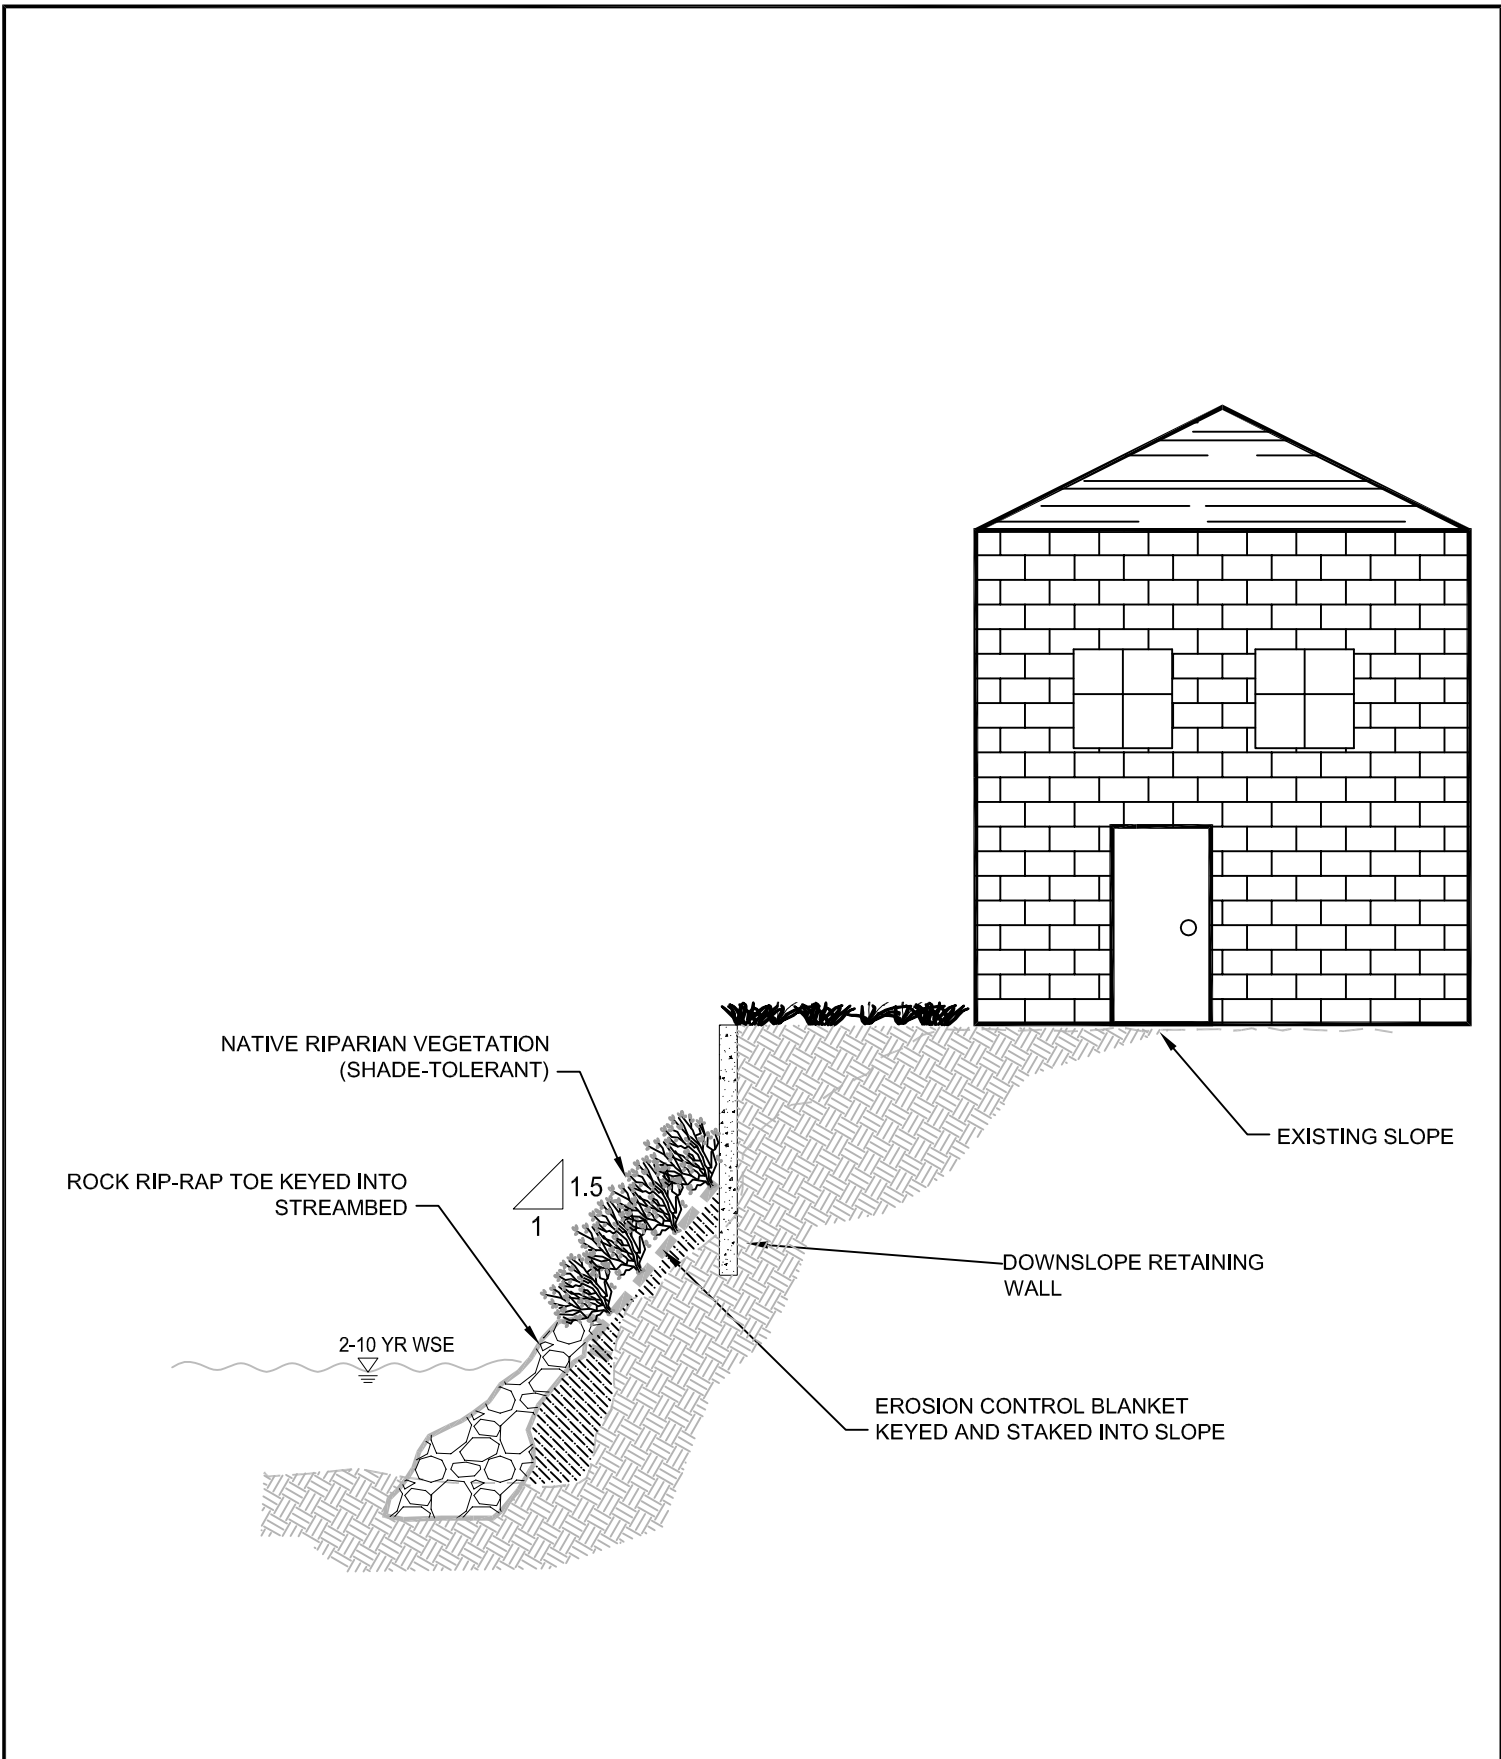 NATIVE RIPARIAN VEGETATION
(SHADE-TOLERANT)
EXISTING SLOPE
ROCK RIP-RAP TOE KEYED INTO
STREAMBED
1.5
1
DOWNSLOPE RETAINING
WALL
2-10 YR WSE
EROSION CONTROL BLANKET
KEYED AND STAKED INTO SLOPE